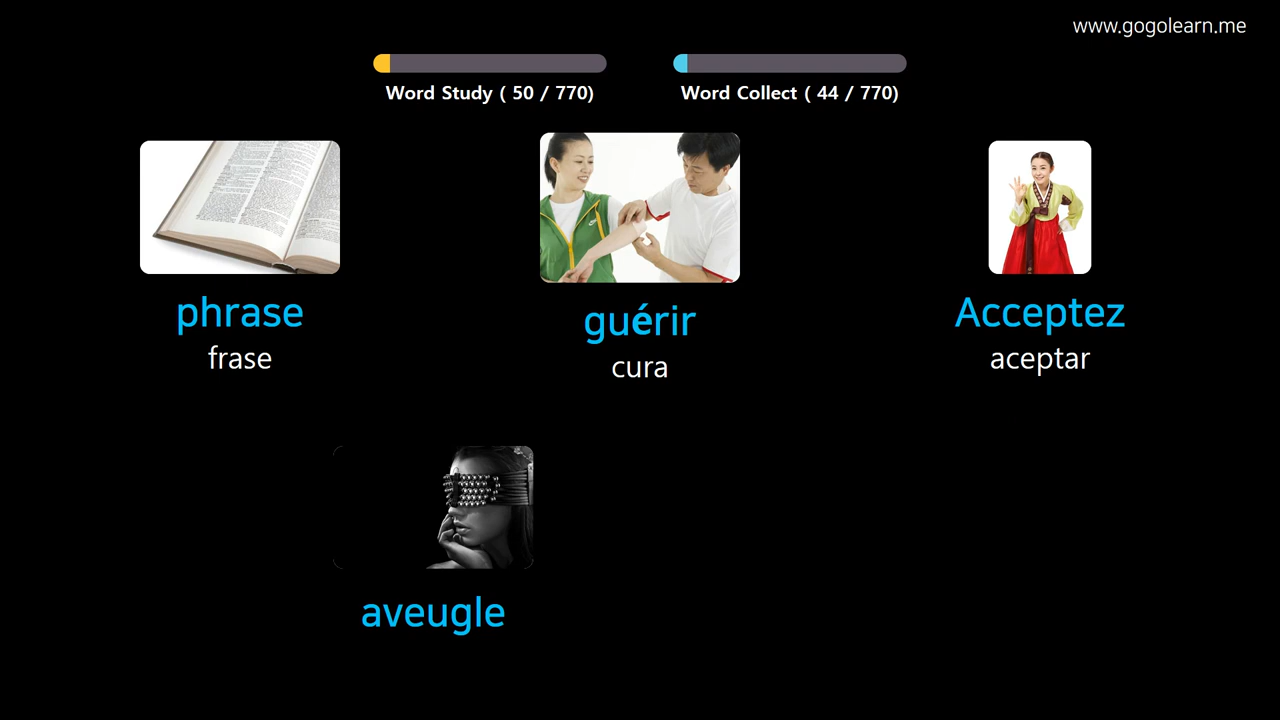 www.gogolearn.me
Word Study ( 50 / 770)
Word Collect ( 44 / 770)
phrase
frase
guérir
cura
Acceptez
aceptar
aveugle